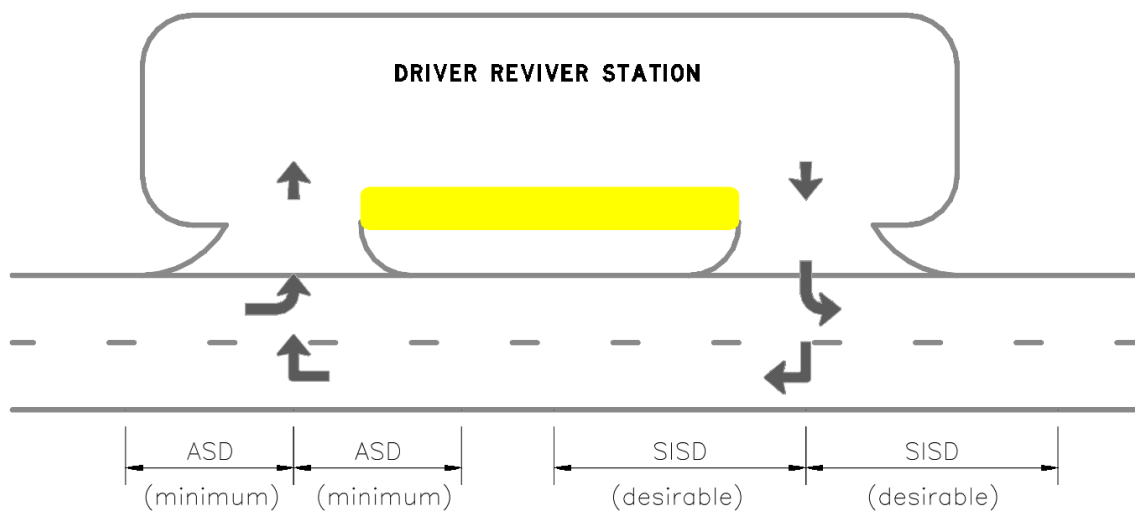 DRIVER REVIVER STATION
ASD ASD SISD SISD
(minimum) (minimum) (desirable) (desirable)